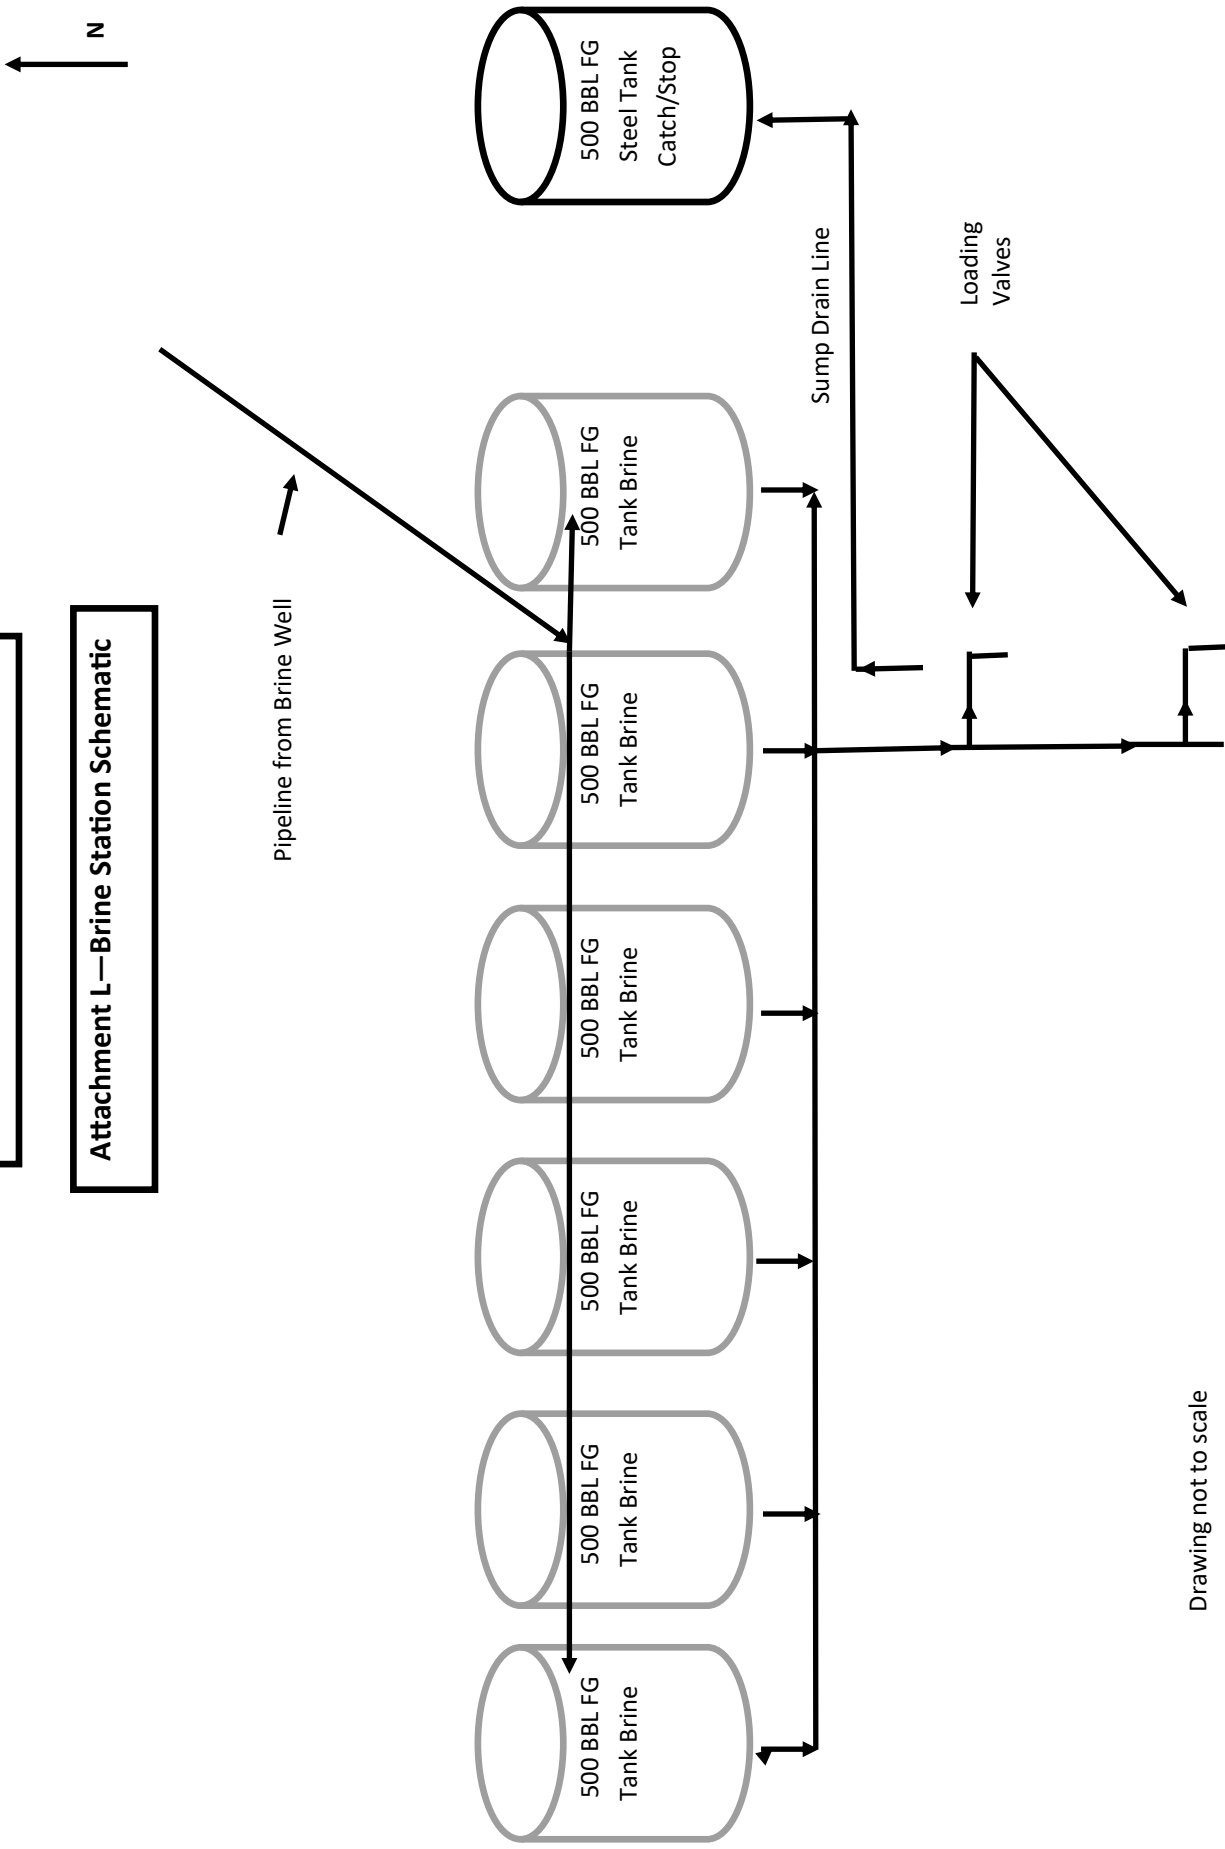 Attachment L—Brine Station Schematic
N
Pipeline from Brine Well
500 BBL FG
Tank Brine
500 BBL FG
Tank Brine
500 BBL FG
Tank Brine
500 BBL FG
Tank Brine
500 BBL FG
Tank Brine
500 BBL FG
Tank Brine
500 BBL FG
Steel Tank
Catch/Stop
Sump Drain Line
Loading
Valves
Drawing not to scale